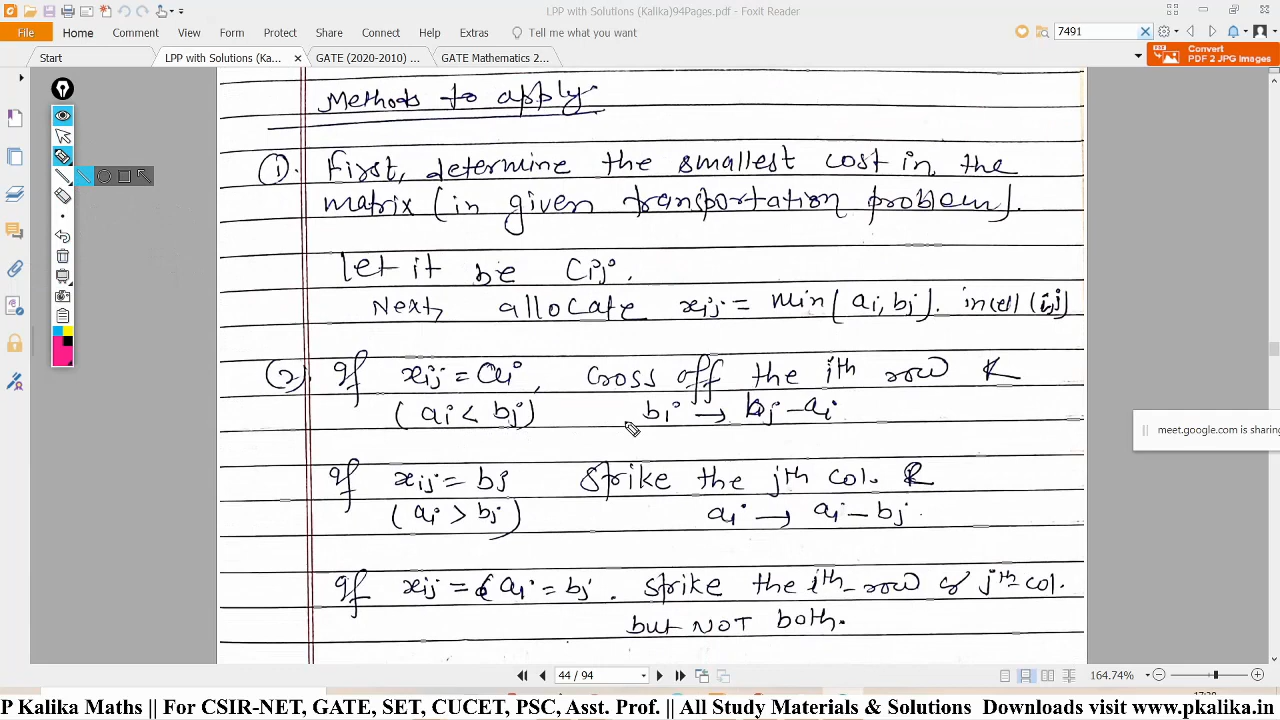 LPP with Solutions (Kalika)94Pages.pdf - Foxit Reader
File Home Comment View Form Protect Share Connect Help Extras Tell me what you want to do... 7491
Start LPP with Solutions (Ka... GATE (2020-2010) ... GATE-Mathematics 2... Convert
PDF 2 JPG Images
Methods to apply
①. First, determine the smallest cost in the
matrix (in given transportation problem).
let it be Cij.
Next, allocate xij = min(ai, bj). in cell (i,j)
(2). If xij = ai, cross off the ith row &
(ai < bj) bi → bj - ai
meet.google.com is sharing
If xij = bj strike the jth col. &
(ai > bj) ai → ai - bj.
If xij = ai = bj. strike the ith row or jth col.
but NOT both.
44 / 94 164.74%
P Kalika Maths || For CSIR-NET, GATE, SET, CUCET, PSC, Asst. Prof. || All Study Materials & Solutions Downloads visit www.pkalika.in